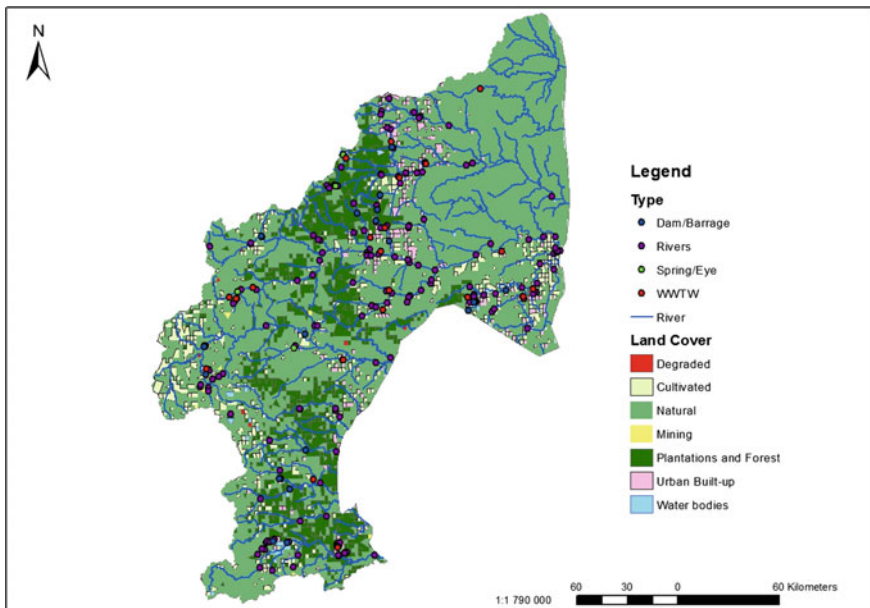 N
Legend
Type
Dam/Barrage
Rivers
Spring/Eye
WWTW
River
Land Cover
Degraded
Cultivated
Natural
Mining
Plantations and Forest
Urban Built-up
Water bodies
60 30 0 60 Kilometers
1:1 790 000